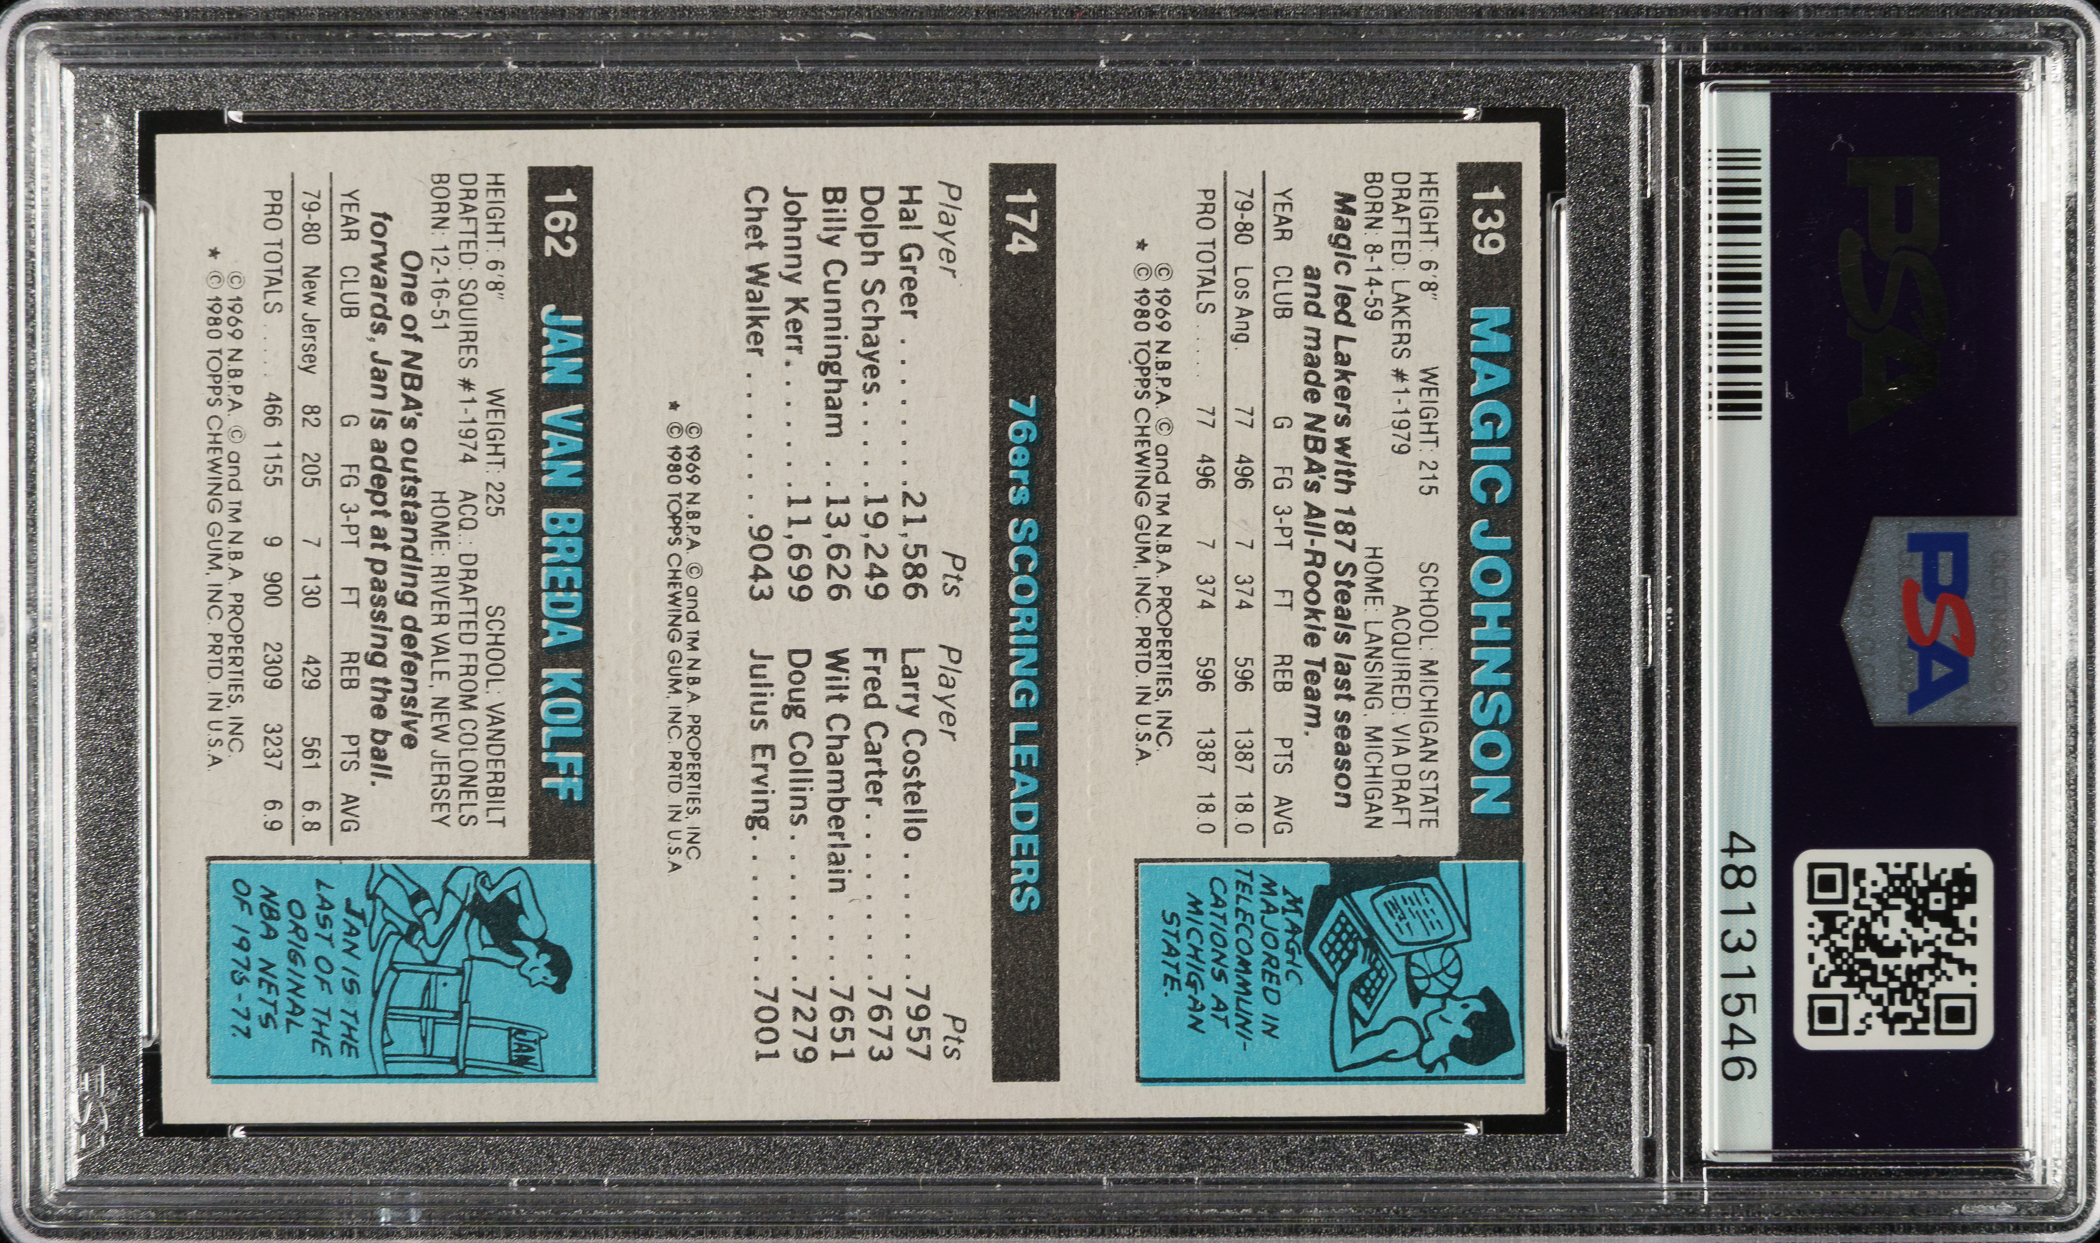 PSA
PSA
48131546
139 MAGIC JOHNSON
HEIGHT: 6'8" WEIGHT: 215 SCHOOL: MICHIGAN STATE
DRAFTED: LAKERS #1-1979 ACQUIRED: VIA DRAFT
BORN: 8-14-59 HOME: LANSING, MICHIGAN
Magic led Lakers with 187 Steals last season
and made NBA's All-Rookie Team.
YEAR CLUB G FG 3-PT FT REB PTS AVG
79-80 Los Ang. 77 496 7 374 596 1387 18.0
PRO TOTALS .... 77 496 7 374 596 1387 18.0
© 1969 N.B.P.A. © and TM N.B.A. PROPERTIES, INC.
★ © 1980 TOPPS CHEWING GUM, INC. PRTD. IN U.S.A.
MAGIC
MAJORED IN
TELECOMMUNI-
CATIONS AT
MICHIGAN
STATE.
174 76ers SCORING LEADERS
Player Pts Player Pts
Hal Greer ........21,586 Larry Costello .......7957
Dolph Schayes.....19,249 Fred Carter.........7673
Billy Cunningham ..13,626 Wilt Chamberlain ....7651
Johnny Kerr.......11,699 Doug Collins........7279
Chet Walker ........9043 Julius Erving........7001
© 1969 N.B.P.A. © and TM N.B.A. PROPERTIES, INC
★ © 1980 TOPPS CHEWING GUM, INC. PRTD. IN U.S.A
162 JAN VAN BREDA KOLFF
HEIGHT: 6'8" WEIGHT: 225 SCHOOL: VANDERBILT
DRAFTED: SQUIRES #1-1974 ACQ.: DRAFTED FROM COLONELS
BORN: 12-16-51 HOME: RIVER VALE, NEW JERSEY
One of NBA's outstanding defensive
forwards, Jan is adept at passing the ball.
YEAR CLUB G FG 3-PT FT REB PTS AVG
79-80 New Jersey 82 205 7 130 429 561 6.8
PRO TOTALS .... 466 1155 9 900 2309 3237 6.9
© 1969 N.B.P.A. © and TM N.B.A. PROPERTIES, INC.
★ © 1980 TOPPS CHEWING GUM, INC. PRTD. IN U.S.A.
JAN
JAN IS THE
LAST OF THE
ORIGINAL
NBA NETS
OF 1976-77.